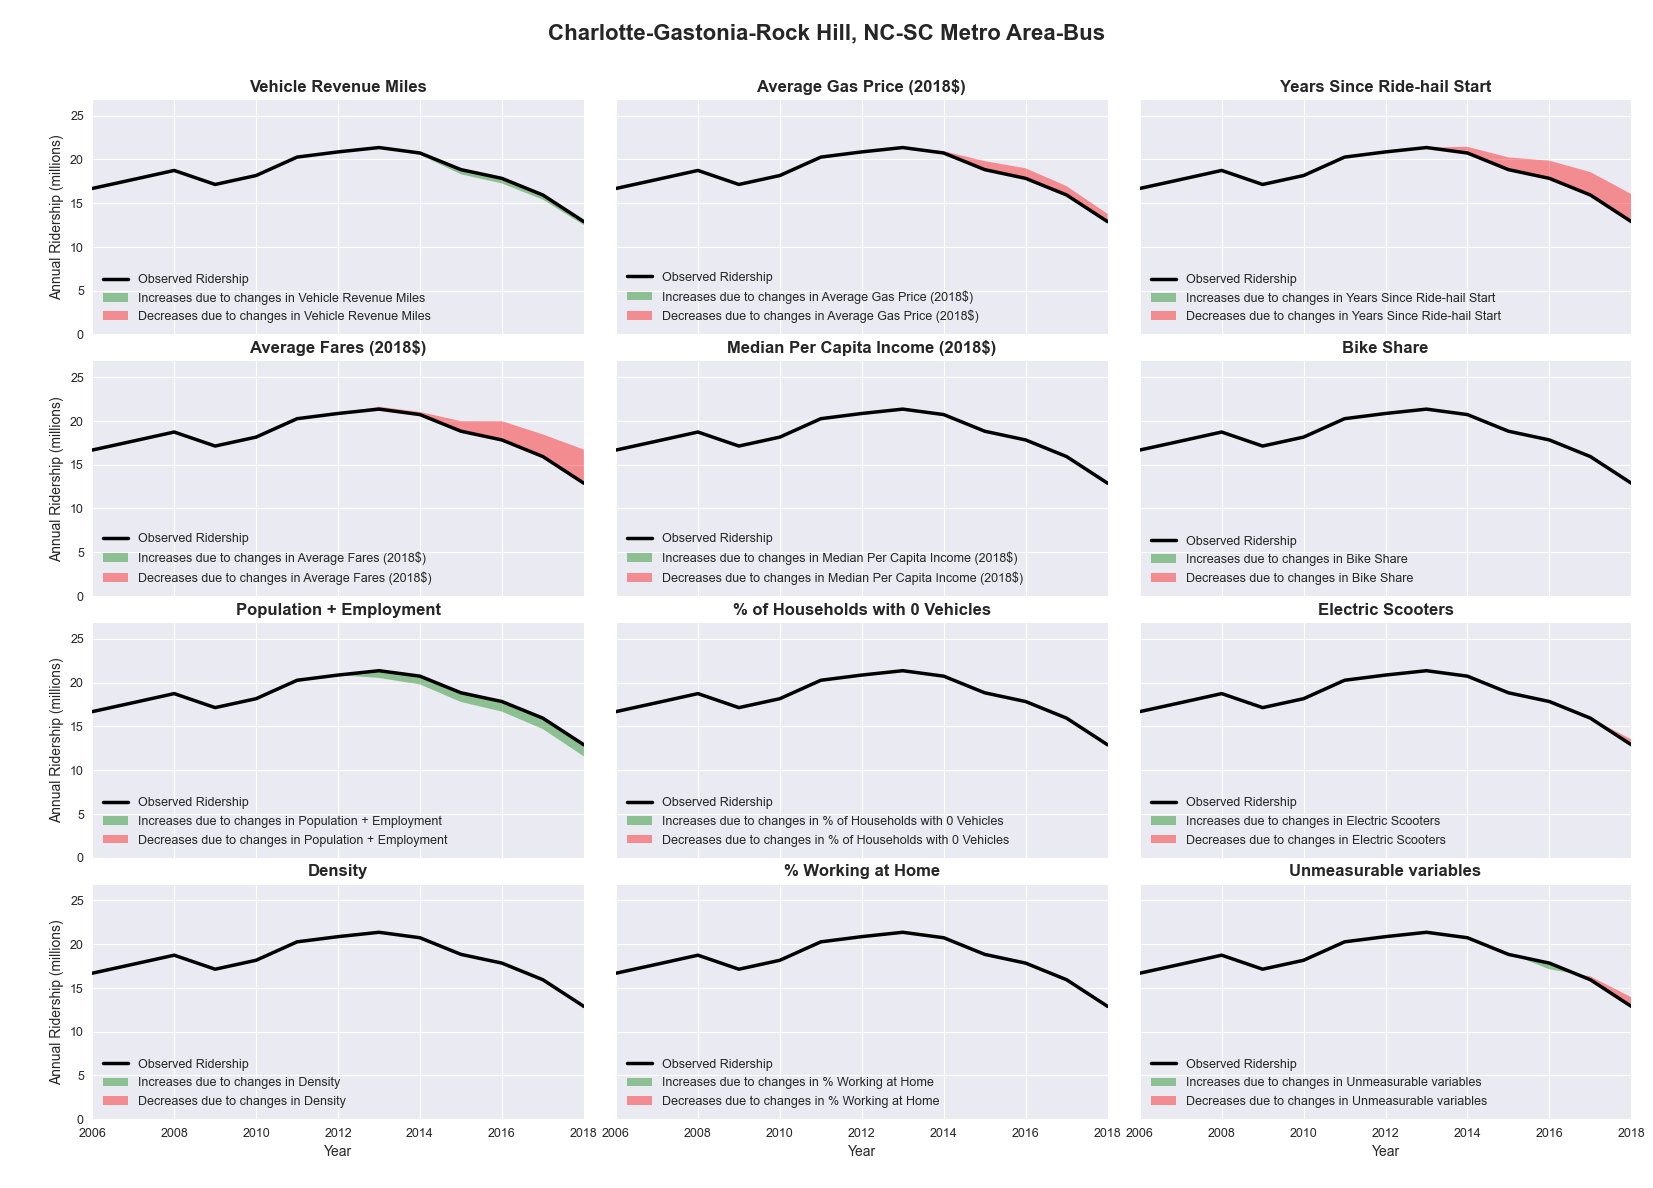 Charlotte-Gastonia-Rock Hill, NC-SC Metro Area-Bus
Vehicle Revenue Miles
Annual Ridership (millions)
25
20
15
10
5
0
Observed Ridership
Increases due to changes in Vehicle Revenue Miles
Decreases due to changes in Vehicle Revenue Miles
Average Gas Price (2018$)
Observed Ridership
Increases due to changes in Average Gas Price (2018$)
Decreases due to changes in Average Gas Price (2018$)
Years Since Ride-hail Start
Observed Ridership
Increases due to changes in Years Since Ride-hail Start
Decreases due to changes in Years Since Ride-hail Start
Average Fares (2018$)
Annual Ridership (millions)
25
20
15
10
5
0
Observed Ridership
Increases due to changes in Average Fares (2018$)
Decreases due to changes in Average Fares (2018$)
Median Per Capita Income (2018$)
Observed Ridership
Increases due to changes in Median Per Capita Income (2018$)
Decreases due to changes in Median Per Capita Income (2018$)
Bike Share
Observed Ridership
Increases due to changes in Bike Share
Decreases due to changes in Bike Share
Population + Employment
Annual Ridership (millions)
25
20
15
10
5
0
Observed Ridership
Increases due to changes in Population + Employment
Decreases due to changes in Population + Employment
% of Households with 0 Vehicles
Observed Ridership
Increases due to changes in % of Households with 0 Vehicles
Decreases due to changes in % of Households with 0 Vehicles
Electric Scooters
Observed Ridership
Increases due to changes in Electric Scooters
Decreases due to changes in Electric Scooters
Density
Annual Ridership (millions)
25
20
15
10
5
0
Observed Ridership
Increases due to changes in Density
Decreases due to changes in Density
2006 2008 2010 2012 2014 2016 2018
Year
% Working at Home
Observed Ridership
Increases due to changes in % Working at Home
Decreases due to changes in % Working at Home
2006 2008 2010 2012 2014 2016 2018
Year
Unmeasurable variables
Observed Ridership
Increases due to changes in Unmeasurable variables
Decreases due to changes in Unmeasurable variables
2006 2008 2010 2012 2014 2016 2018
Year